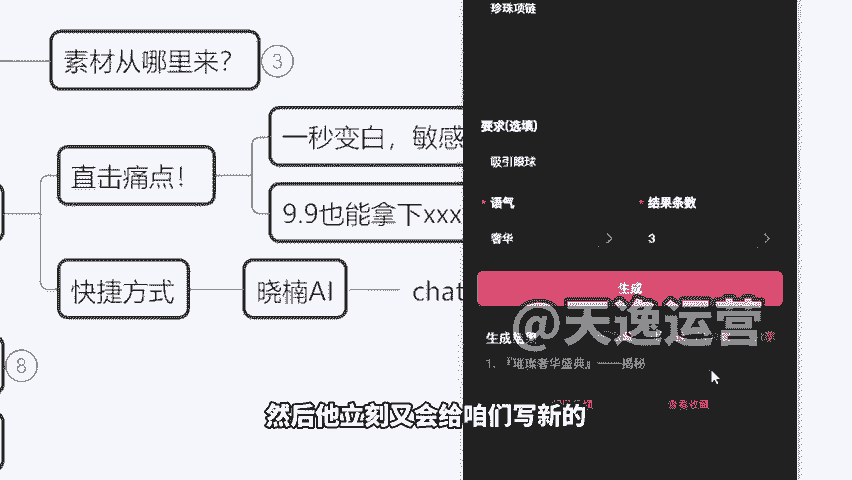 素材从哪里来?
3
直击痛点!
一秒变白,敏感
9.9也能拿下xxx
快捷方式
晓楠AI
chat
8
珍珠项链
要求(选填)
吸引眼球
* 语气
* 结果条数
奢华
3
生成
生成结果
1. 『璀璨奢华盛典』——揭秘
查看收藏
@天逸运营
然后他立刻又会给咱们写新的